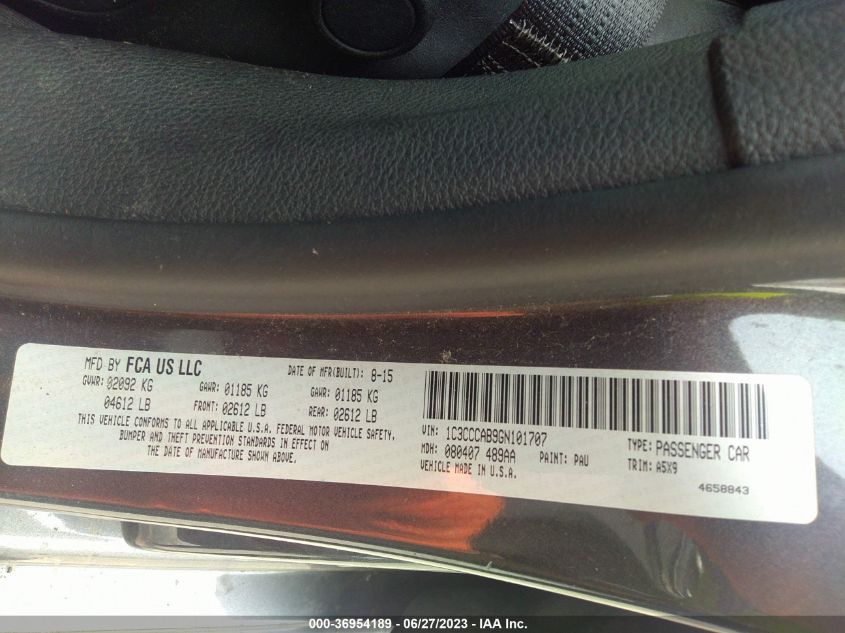 MFD BY FCA US LLC
DATE OF MFR(BUILT): 8-15
GVWR: 02092 KG
GAWR: 01185 KG
GAWR: 01185 KG
04612 LB
FRONT: 02612 LB
REAR: 02612 LB
THIS VEHICLE CONFORMS TO ALL APPLICABLE U.S.A. FEDERAL MOTOR VEHICLE SAFETY,
BUMPER AND THEFT PREVENTION STANDARDS IN EFFECT ON
THE DATE OF MANUFACTURE SHOWN ABOVE.
VIN: 1C3CCCAB9GN101707
TYPE: PASSENGER CAR
MDH: 080407 489AA
PAINT: PAU
TRIM: A5X9
VEHICLE MADE IN U.S.A.
4658843
000-36954189 - 06/27/2023 - IAA Inc.